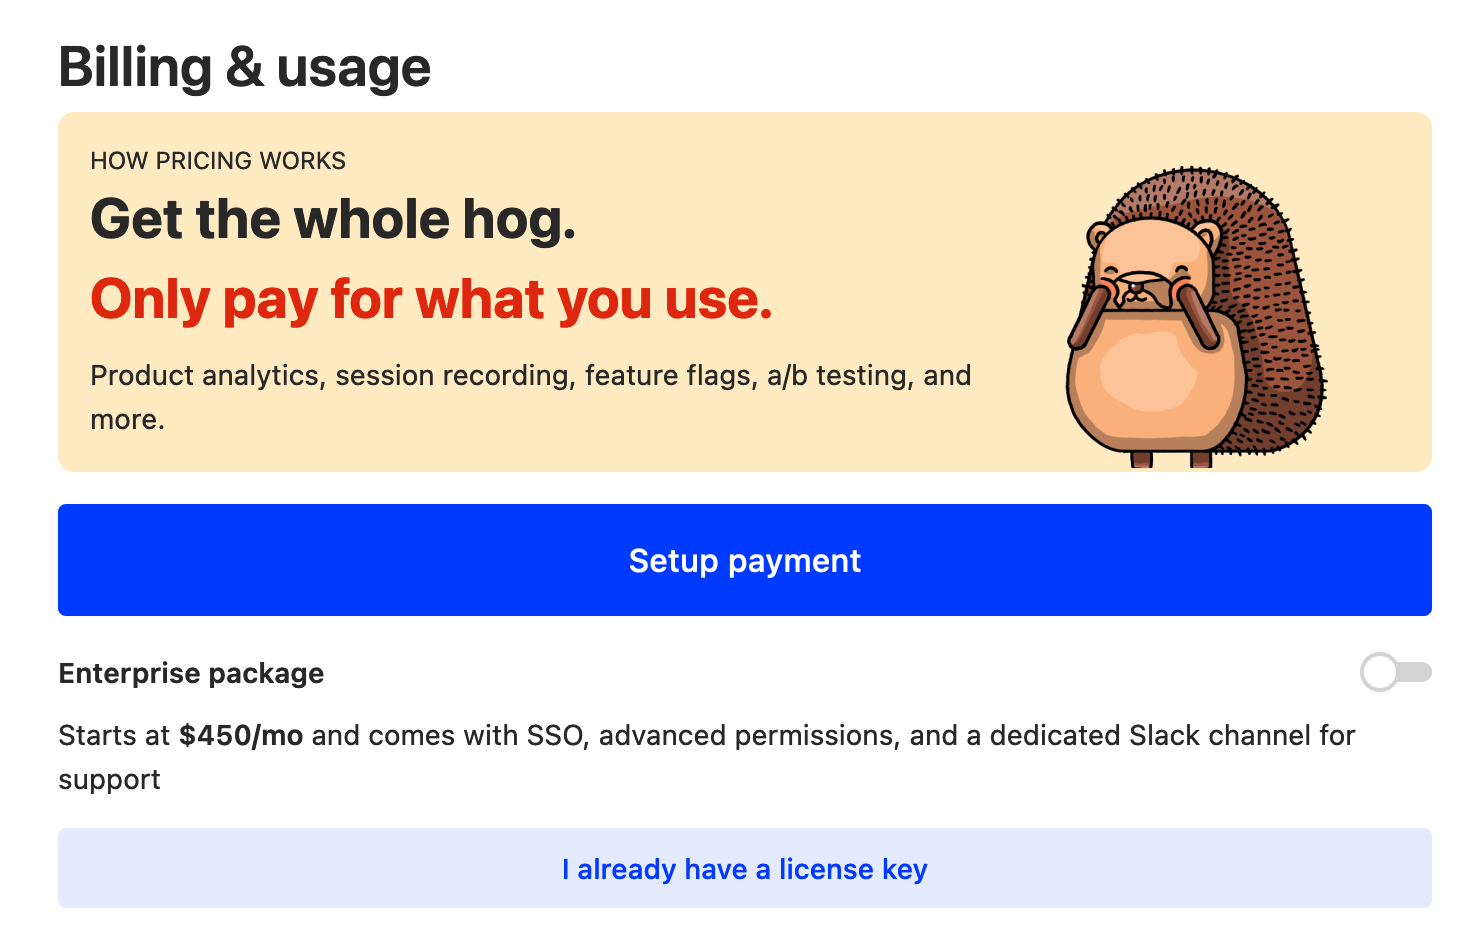 Billing & usage
HOW PRICING WORKS
Get the whole hog.
Only pay for what you use.
Product analytics, session recording, feature flags, a/b testing, and
more.
Setup payment
Enterprise package
Starts at $450/mo and comes with SSO, advanced permissions, and a dedicated Slack channel for
support
I already have a license key